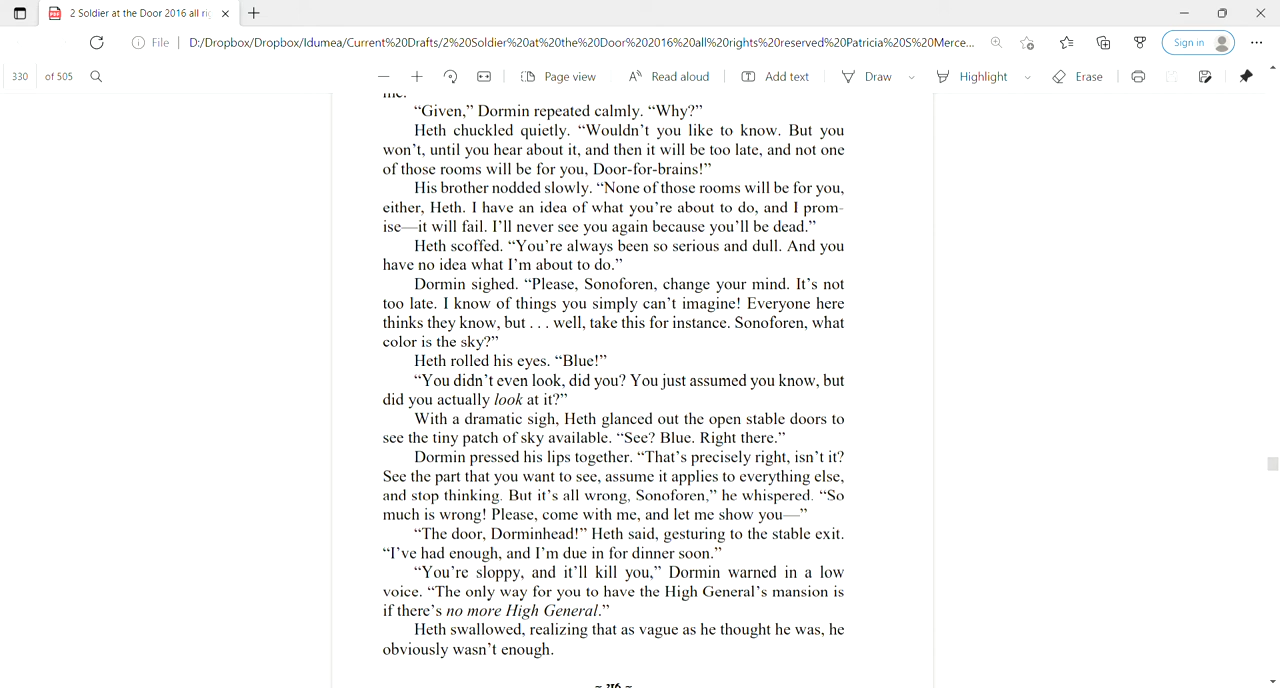 2 Soldier at the Door 2016 all ri
File
D:/Dropbox/Dropbox/Idumea/Current%20Drafts/2%20Soldier%20at%20the%20Door%202016%20all%20rights%20reserved%20Patricia%20S%20Merce...
Sign in
330 of 505
Page view
Read aloud
Add text
Draw
Highlight
Erase
me.
“Given,” Dormin repeated calmly. “Why?”
Heth chuckled quietly. “Wouldn’t you like to know. But you
won’t, until you hear about it, and then it will be too late, and not one
of those rooms will be for you, Door-for-brains!”
His brother nodded slowly. “None of those rooms will be for you,
either, Heth. I have an idea of what you’re about to do, and I prom-
ise—it will fail. I’ll never see you again because you’ll be dead.”
Heth scoffed. “You’re always been so serious and dull. And you
have no idea what I’m about to do.”
Dormin sighed. “Please, Sonoforen, change your mind. It’s not
too late. I know of things you simply can’t imagine! Everyone here
thinks they know, but . . . well, take this for instance. Sonoforen, what
color is the sky?”
Heth rolled his eyes. “Blue!”
“You didn’t even look, did you? You just assumed you know, but
did you actually look at it?”
With a dramatic sigh, Heth glanced out the open stable doors to
see the tiny patch of sky available. “See? Blue. Right there.”
Dormin pressed his lips together. “That’s precisely right, isn’t it?
See the part that you want to see, assume it applies to everything else,
and stop thinking. But it’s all wrong, Sonoforen,” he whispered. “So
much is wrong! Please, come with me, and let me show you—”
“The door, Dorminhead!” Heth said, gesturing to the stable exit.
“I’ve had enough, and I’m due in for dinner soon.”
“You’re sloppy, and it’ll kill you,” Dormin warned in a low
voice. “The only way for you to have the High General’s mansion is
if there’s no more High General.”
Heth swallowed, realizing that as vague as he thought he was, he
obviously wasn’t enough.